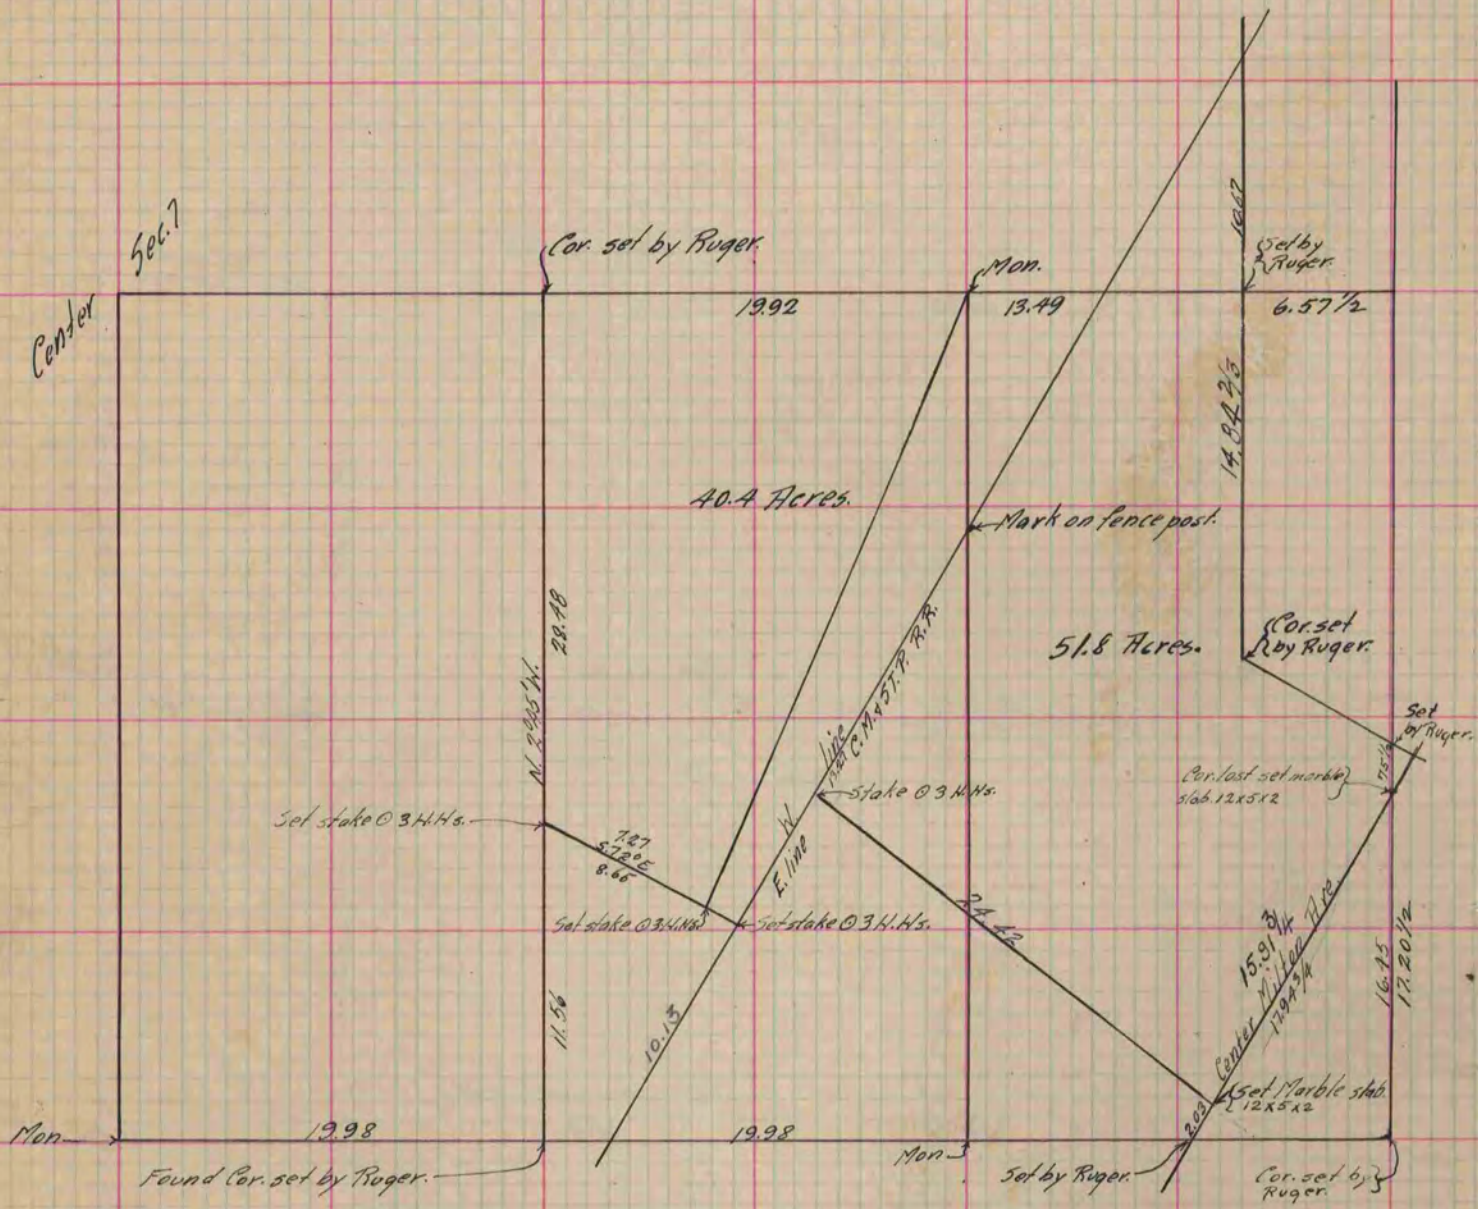 Sec. 7
Center
Cor. set by Ruger.
Mon.
10.67
Set by
Ruger.
19.92
13.49
6.57 1/2
14.84 2/3
40.4 Acres.
Mark on fence post.
28.48
N. 2°05' W.
51.8 Acres.
Cor. set
by Ruger.
Set
by Ruger.
line
C. M. & ST. P. R. R.
W
E. line
Stake @ 3 H.Hs.
Cor. lost set marble
slab. 12x5x2
75 1/2
Set stake @ 3 H.Hs.
7.27
S. 72° E
8.65
Set stake @ 3 H.Hs.
Set stake @ 3 H.Hs.
24.42
15.91 3/4
Center Milton Ave.
17.94 3/4
16.45
17.20 1/2
11.56
10.13
Set Marble slab.
12x5x2
2.03
Mon.
19.98
19.98
Mon
Found Cor. set by Ruger.
Set by Ruger.
Cor. set by
Ruger.